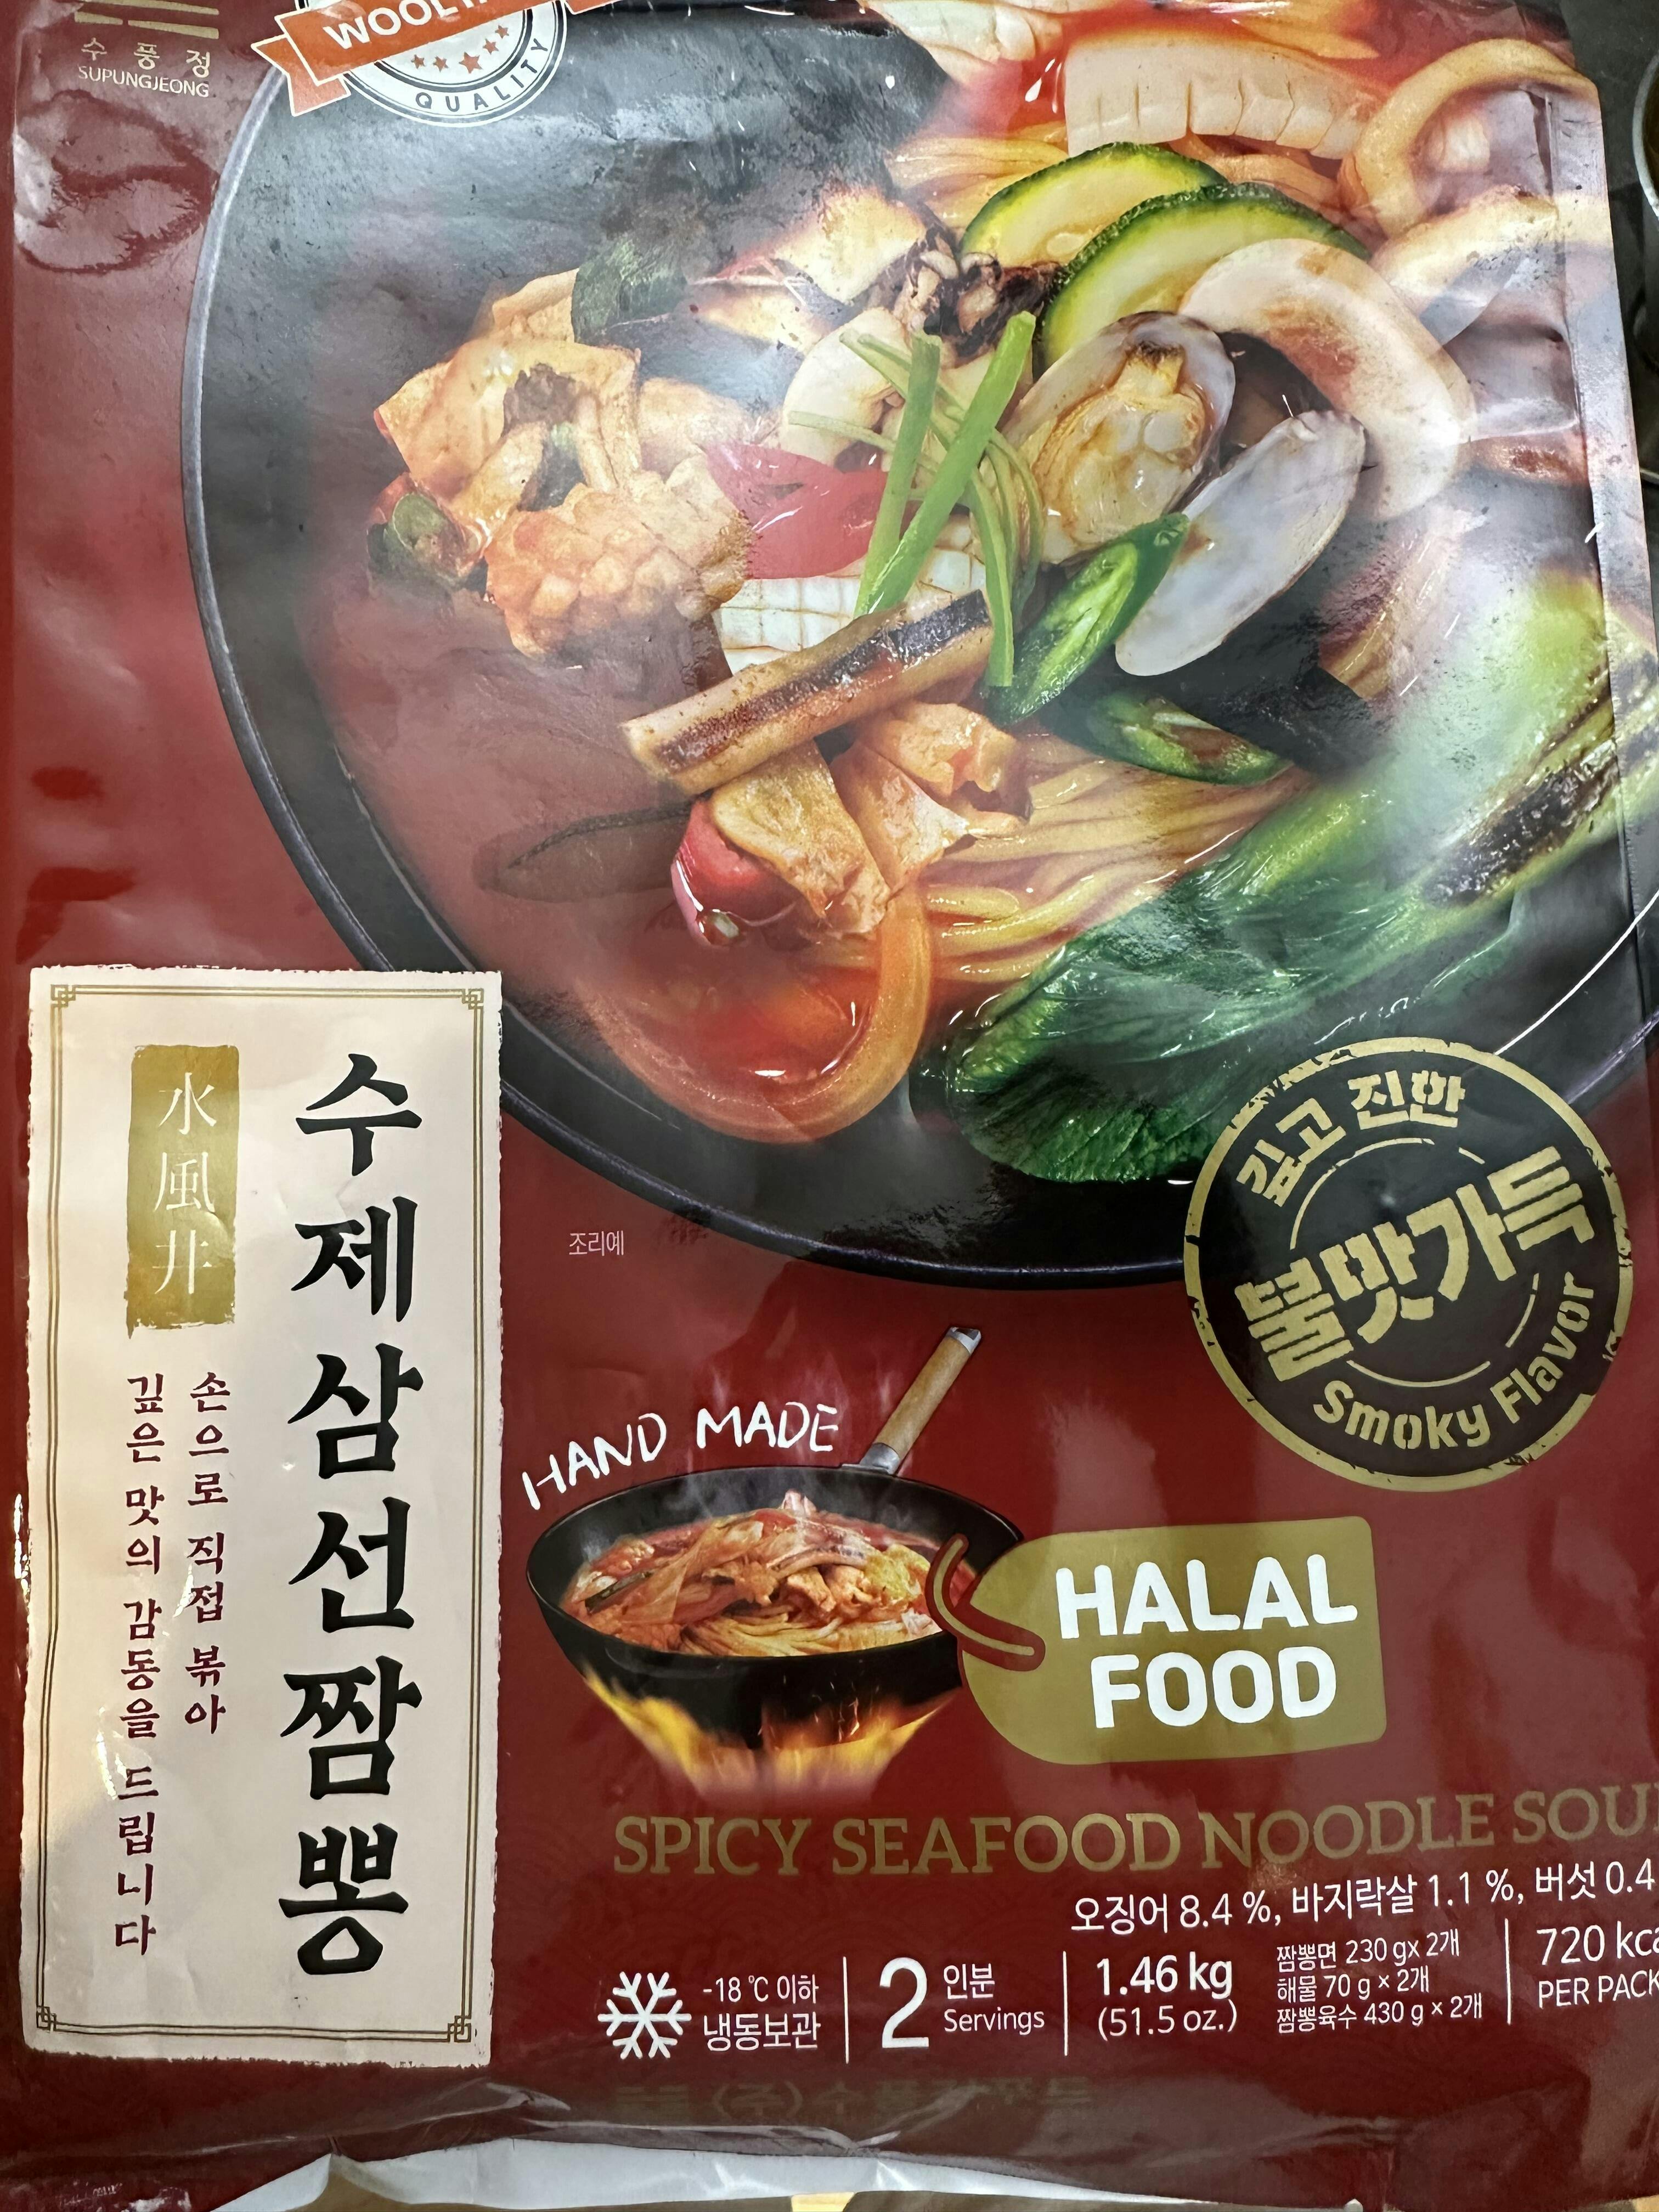 수풍정
SUPUNGJEONG
QUALITY
水風井
수제삼선짬뽕
손으로 직접 볶아
깊은 맛의 감동을 드립니다
조리예
깊고 진한
불맛가득
Smoky Flavor
HAND MADE
HALAL
FOOD
SPICY SEAFOOD NOODLE
오징어 8.4 %, 바지락살 1.1 %, 버섯 0.4
-18 ℃ 이하
냉동보관
2 인분
Servings
1.46 kg
(51.5 oz.)
짬뽕면 230 g x 2개
해물 70 g × 2개
짬뽕육수 430 g × 2개
720
PER PACK